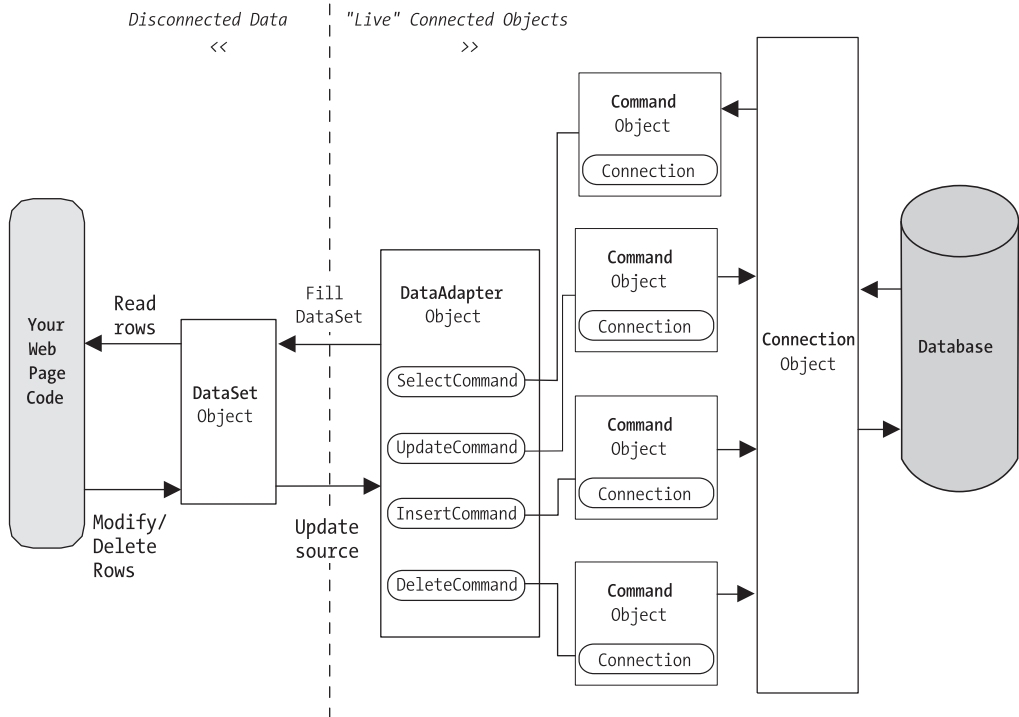 Disconnected Data
<<
"Live" Connected Objects
>>
Your
Web
Page
Code
Read
rows
Modify/
Delete
Rows
DataSet
Object
Fill
DataSet
Update
source
DataAdapter
Object
SelectCommand
UpdateCommand
InsertCommand
DeleteCommand
Command
Object
Connection
Command
Object
Connection
Command
Object
Connection
Command
Object
Connection
Connection
Object
Database